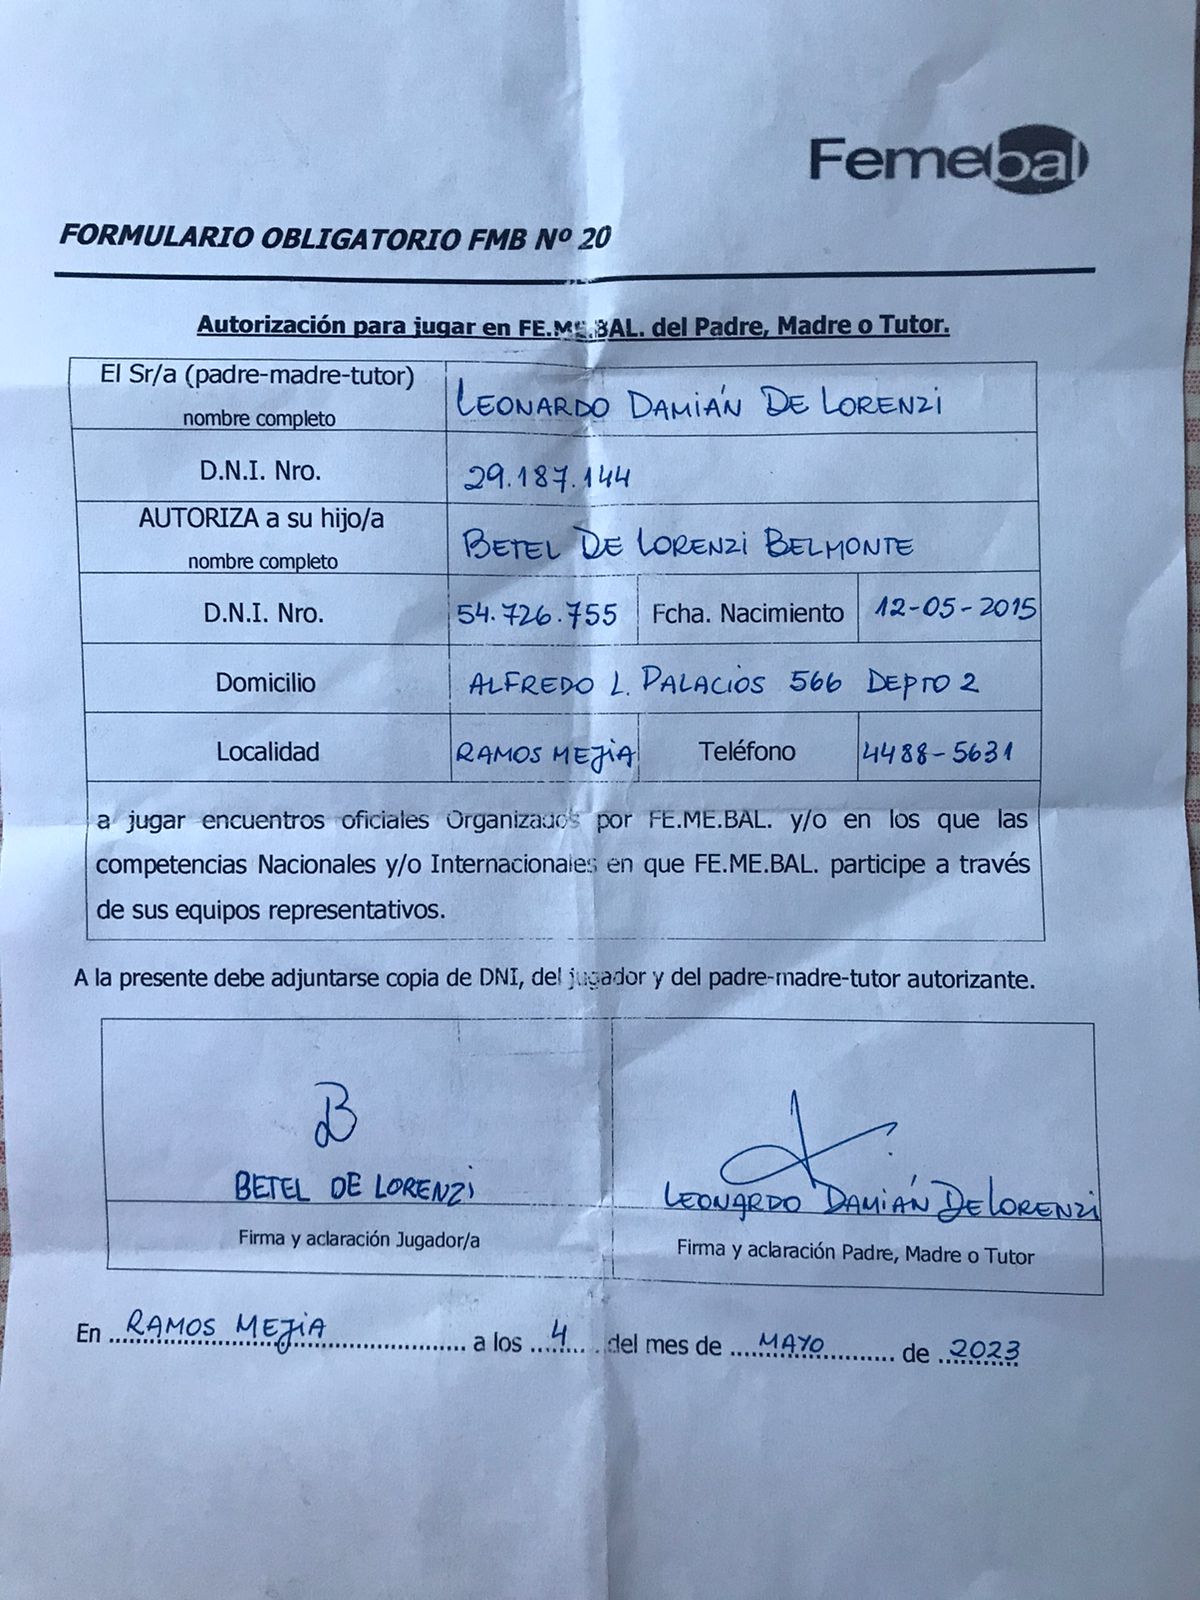 Femebal
FORMULARIO OBLIGATORIO FMB Nº 20
Autorización para jugar en FE.ME.BAL. del Padre, Madre o Tutor.
El Sr/a (padre-madre-tutor)
nombre completo
LEONARDO DAMIÁN DE LORENZI
D.N.I. Nro.
29.187.144
AUTORIZA a su hijo/a
nombre completo
BETEL DE LORENZI BELMONTE
D.N.I. Nro.
54.726.755
Fcha. Nacimiento
12-05-2015
Domicilio
ALFREDO L. PALACIOS 566 DEPTO 2
Localidad
RAMOS MEJIA
Teléfono
4488-5631
a jugar encuentros oficiales Organizados por FE.ME.BAL. y/o en los que las
competencias Nacionales y/o Internacionales en que FE.ME.BAL. participe a través
de sus equipos representativos.
A la presente debe adjuntarse copia de DNI, del jugador y del padre-madre-tutor autorizante.
B
BETEL DE LORENZI
Firma y aclaración Jugador/a
LEONARDO DAMIÁN DE LORENZI
Firma y aclaración Padre, Madre o Tutor
En RAMOS MEJIA a los 4 del mes de MAYO de 2023